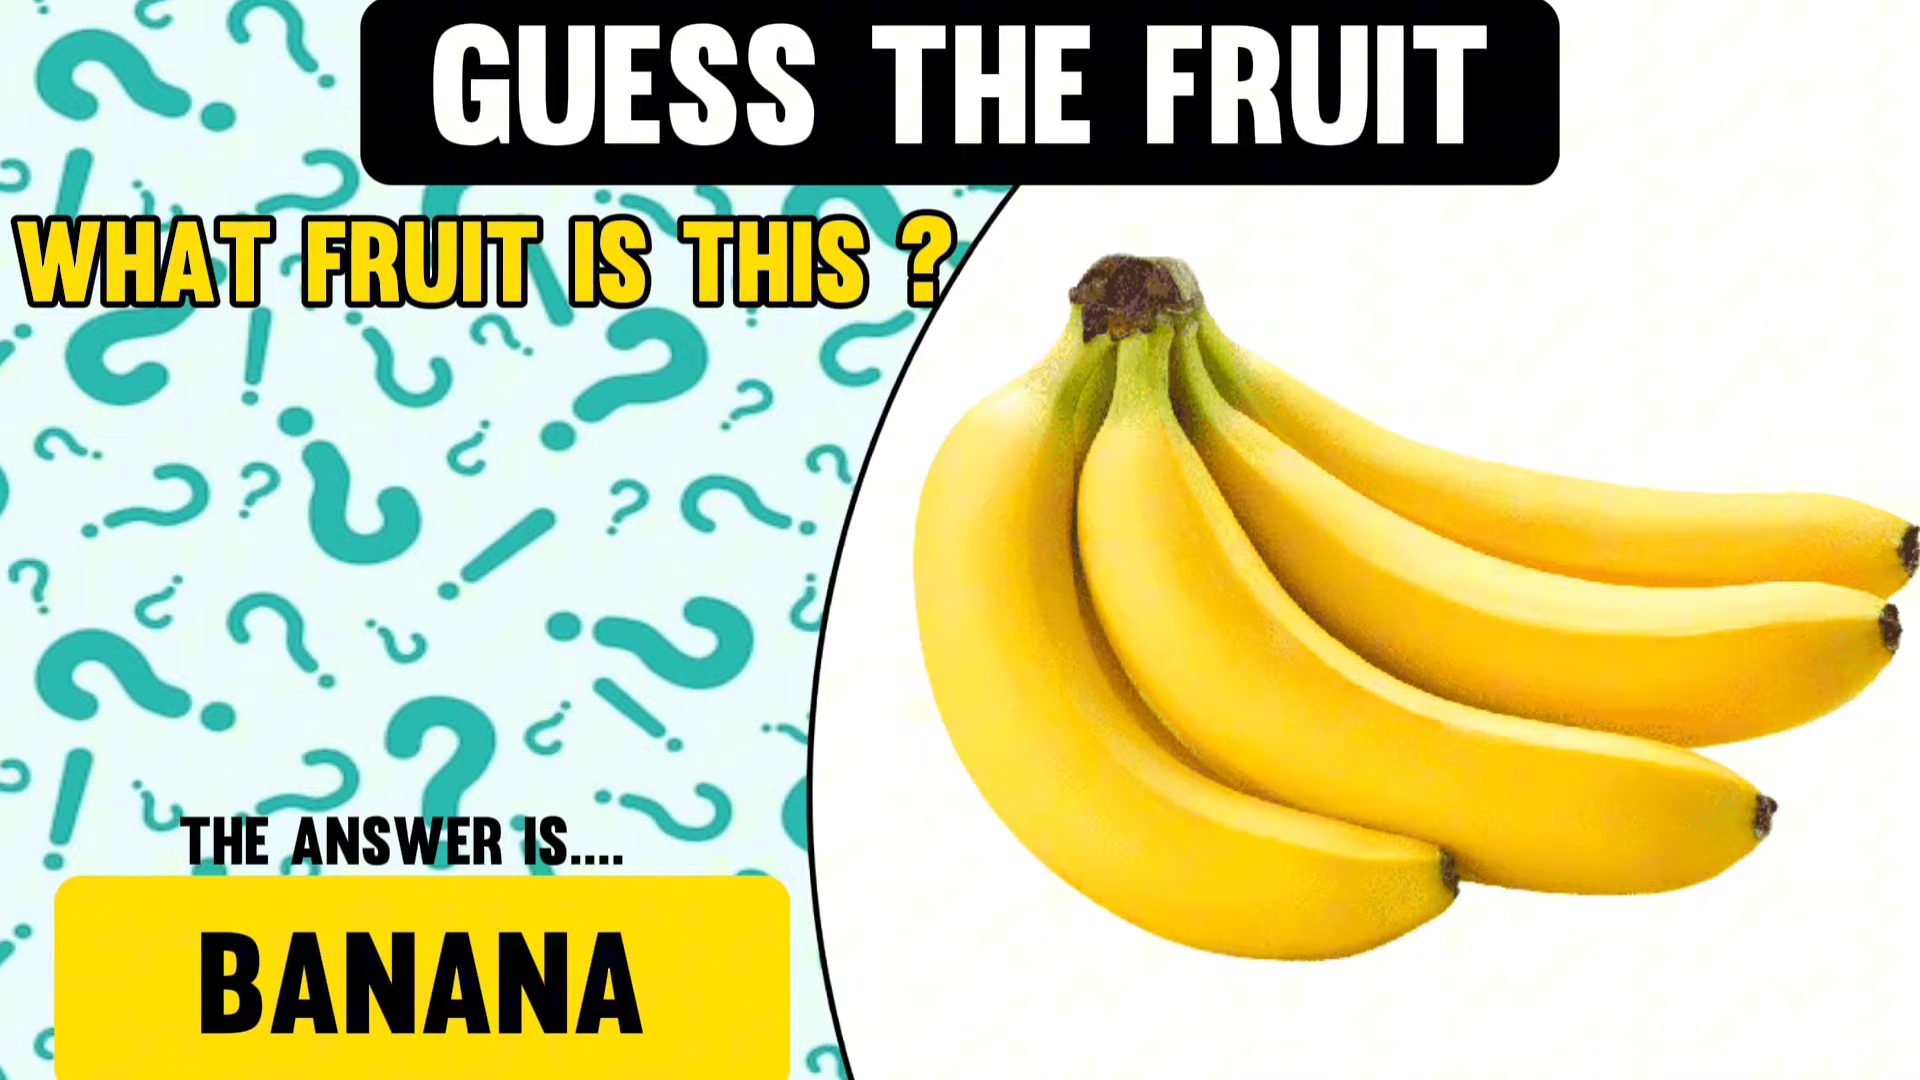 GUESS THE FRUIT
WHAT FRUIT IS THIS ?
THE ANSWER IS....
BANANA